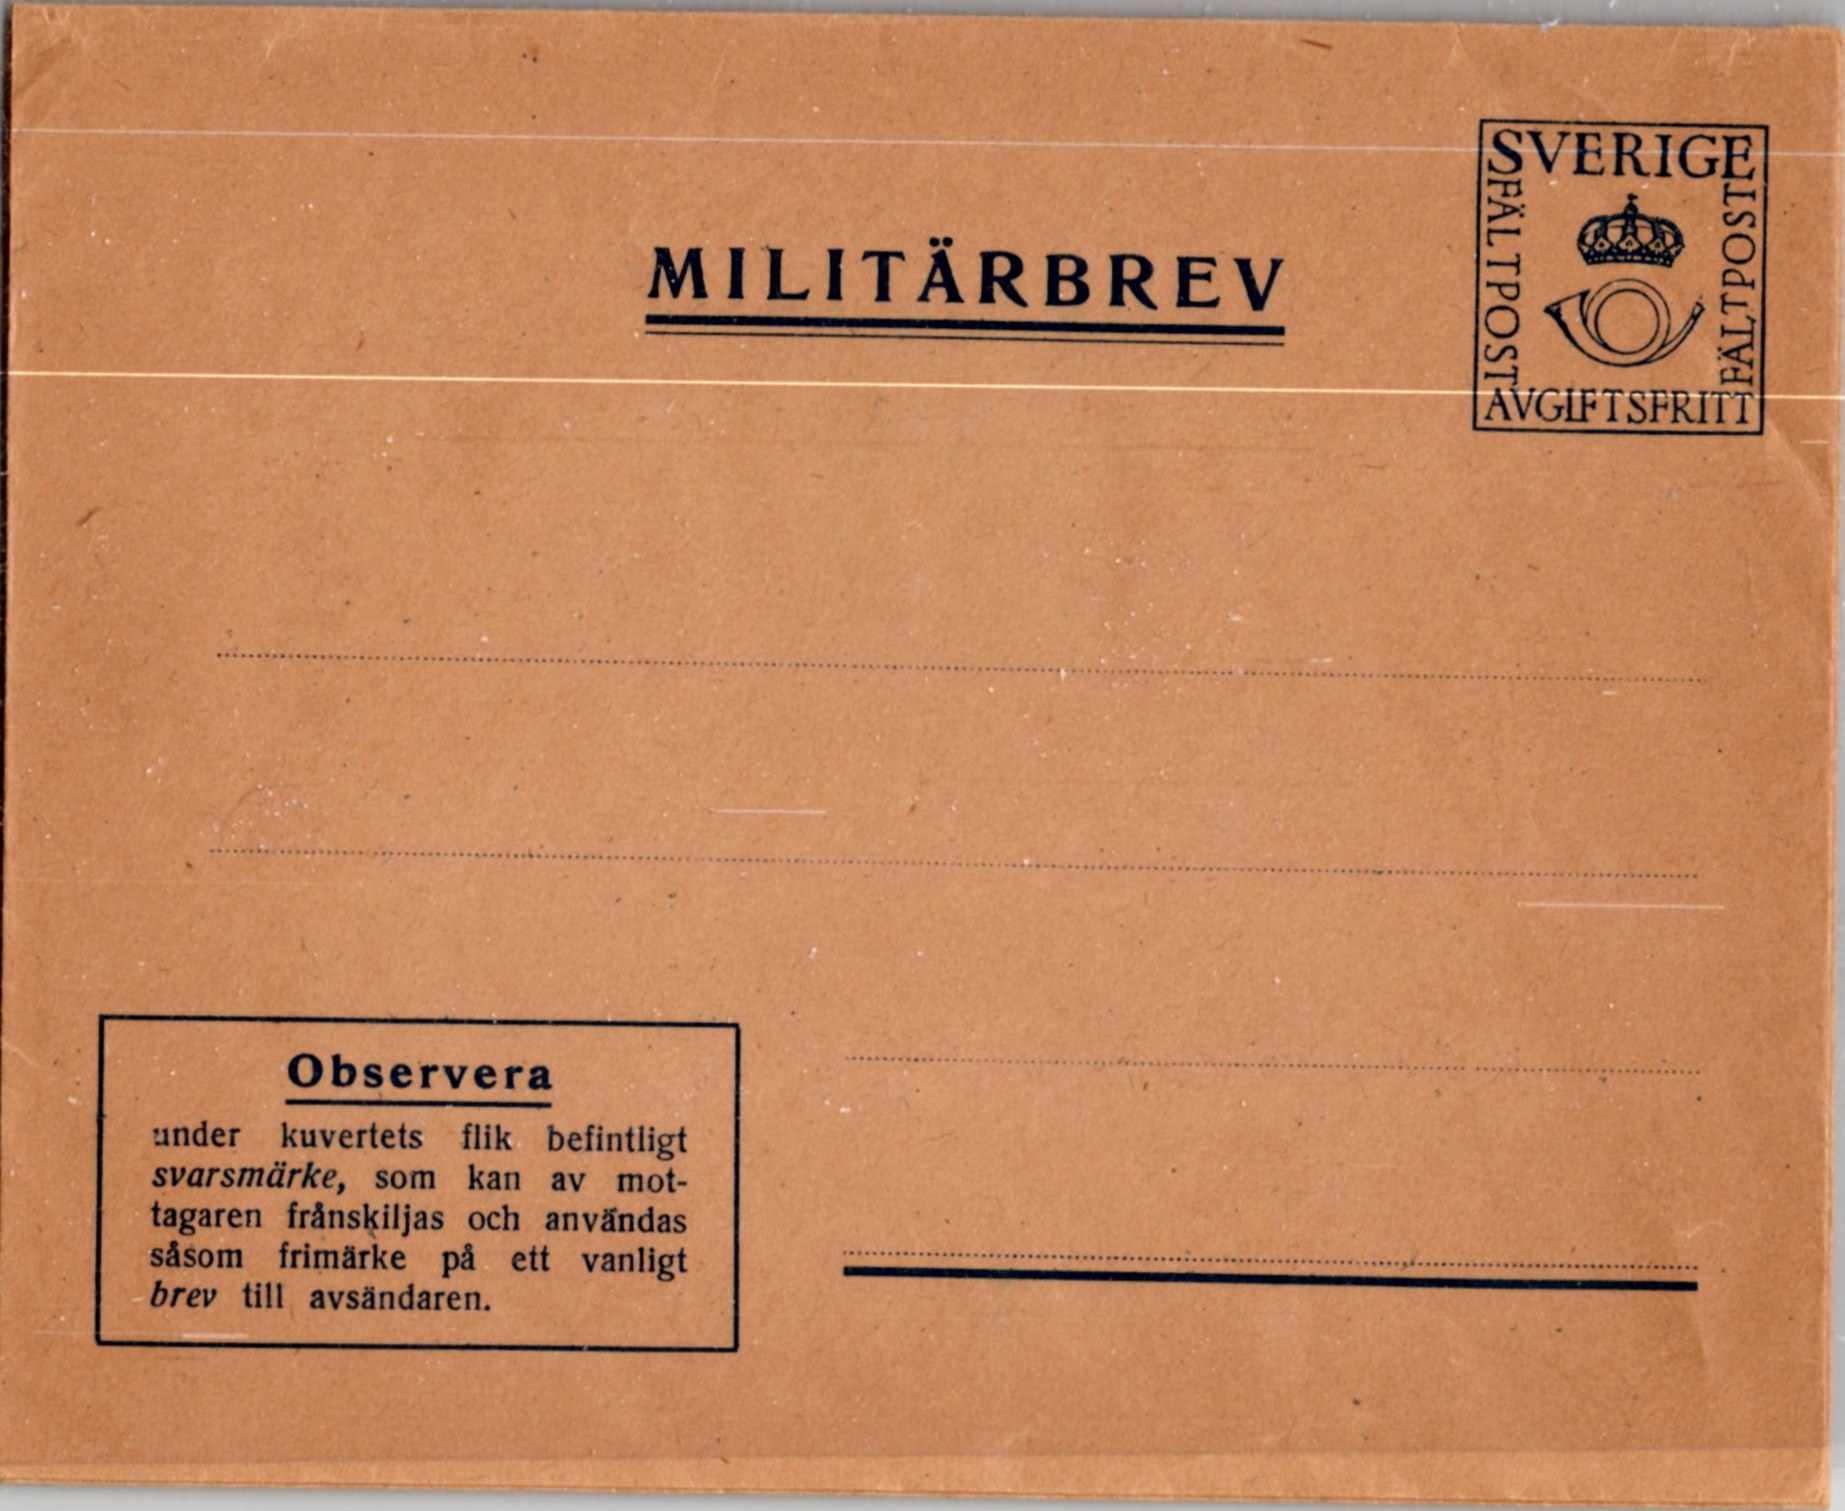 SVERIGE
FÄLTPOST
FÄLTPOST
AVGIFTSFRITT
MILITÄRBREV
Observera
under kuvertets flik befintligt
svarsmärke, som kan av mot-
tagaren frånskiljas och användas
såsom frimärke på ett vanligt
brev till avsändaren.